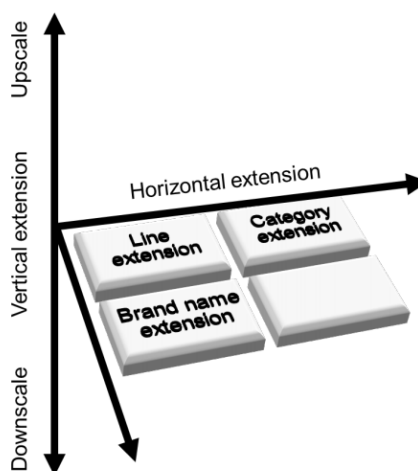 Upscale
Vertical extension
Downscale
Horizontal extension
Line
extension
Category
extension
Brand name
extension